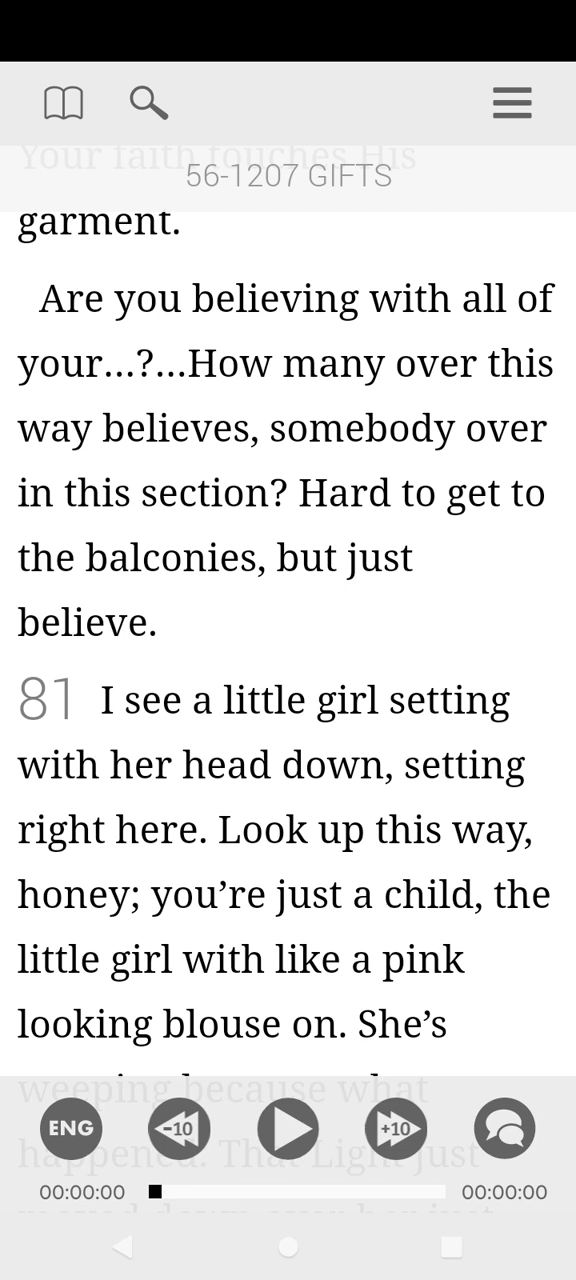 Your faith touches His
56-1207 GIFTS
garment.
Are you believing with all of
your...?...How many over this
way believes, somebody over
in this section? Hard to get to
the balconies, but just
believe.
81 I see a little girl setting
with her head down, setting
right here. Look up this way,
honey; you’re just a child, the
little girl with like a pink
looking blouse on. She’s
weeping because what
happened. That Light just
ENG -10 +10
00:00:00 00:00:00